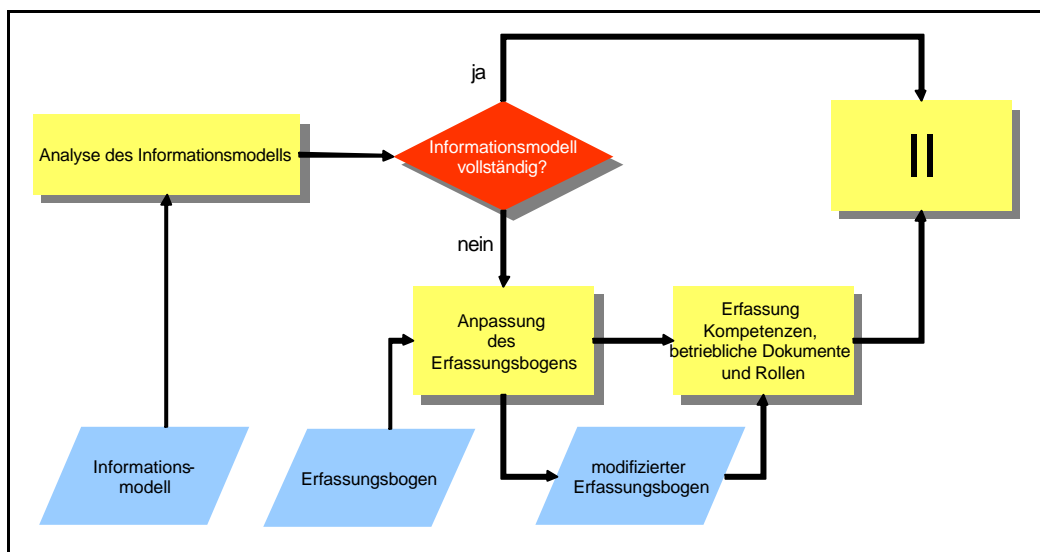 ja
Analyse des Informationsmodells
Informationsmodell
vollständig?
||
nein
Anpassung
des
Erfassungsbogens
Erfassung
Kompetenzen,
betriebliche Dokumente
und Rollen
Informations-
modell
Erfassungsbogen
modifizierter
Erfassungsbogen